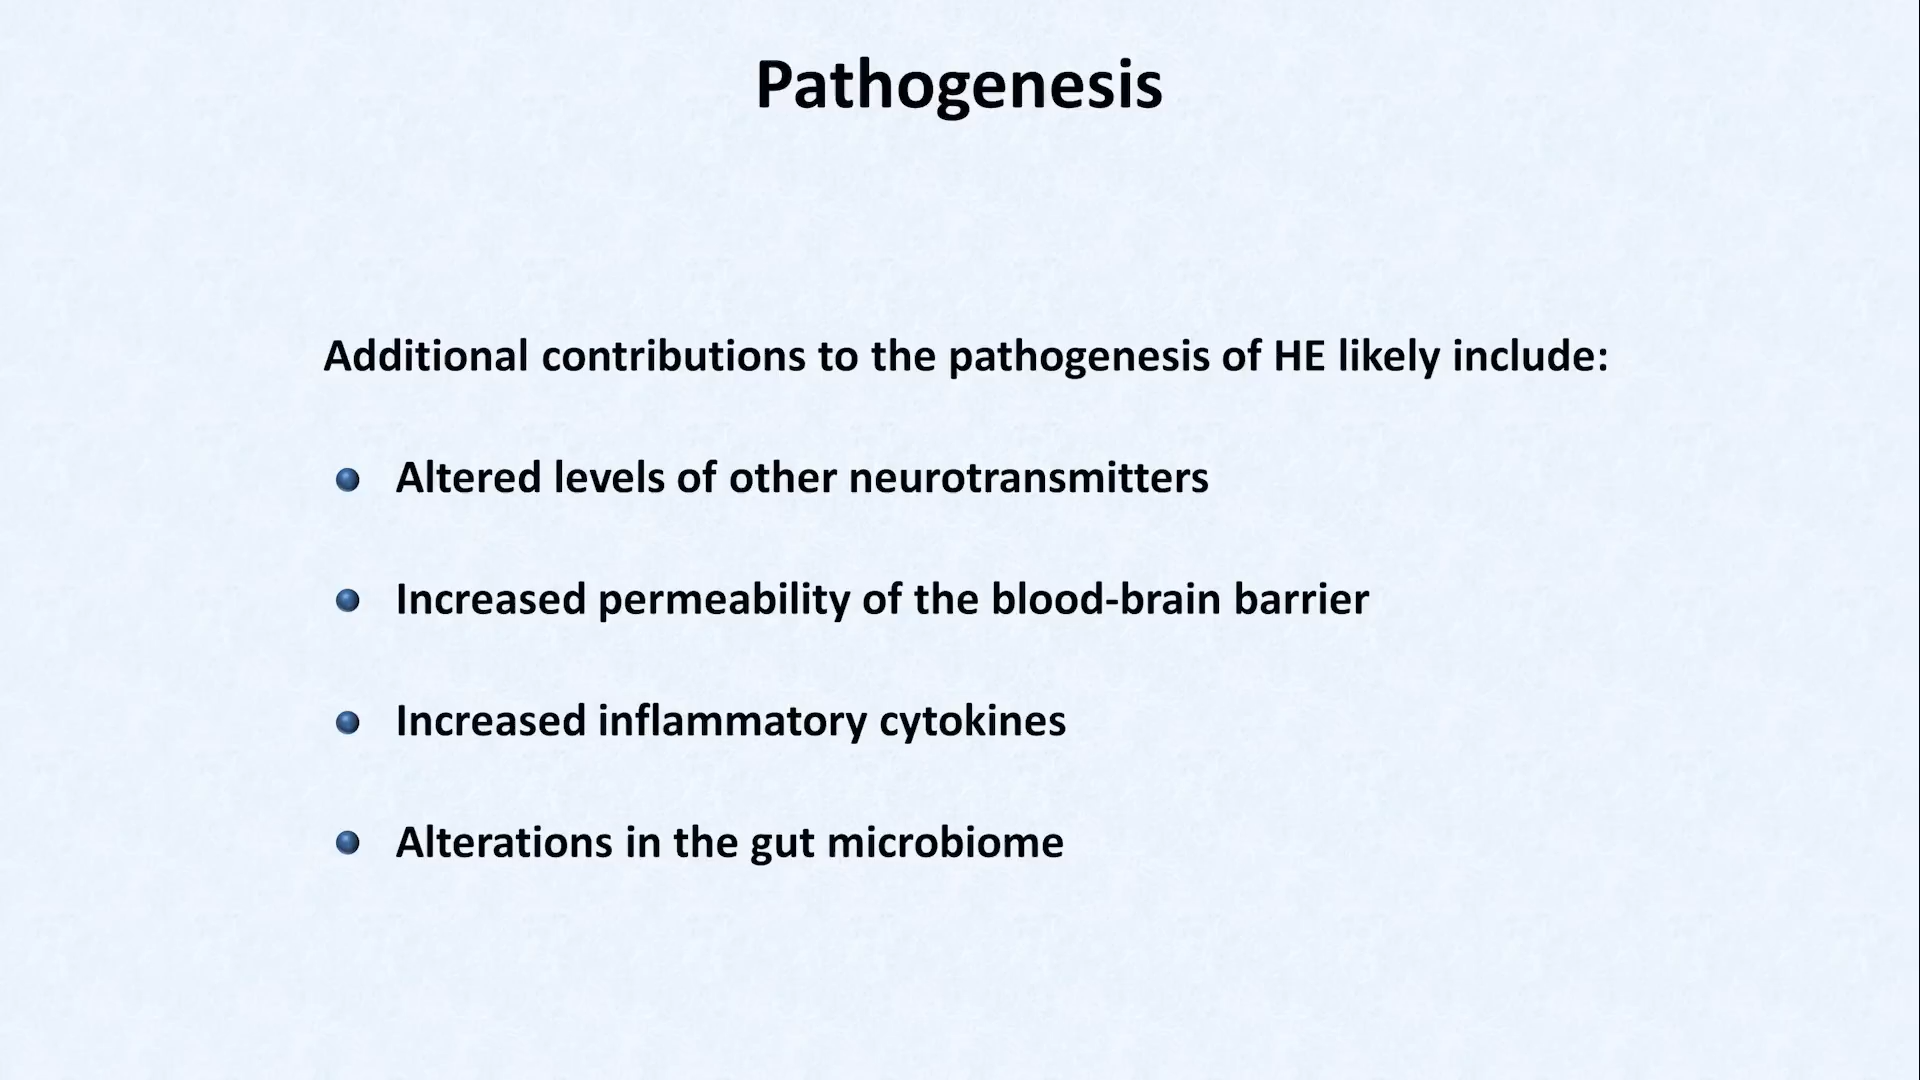 Pathogenesis
Additional contributions to the pathogenesis of HE likely include:
Altered levels of other neurotransmitters
Increased permeability of the blood-brain barrier
Increased inflammatory cytokines
Alterations in the gut microbiome